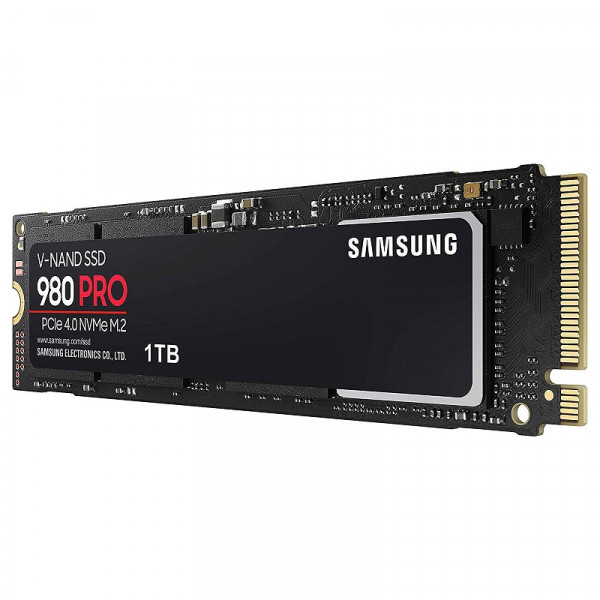 V-NAND SSD
980 PRO
PCIe 4.0 NVMe M.2
www.samsung.com/ssd
SAMSUNG ELECTRONICS CO., LTD.
1TB
SAMSUNG